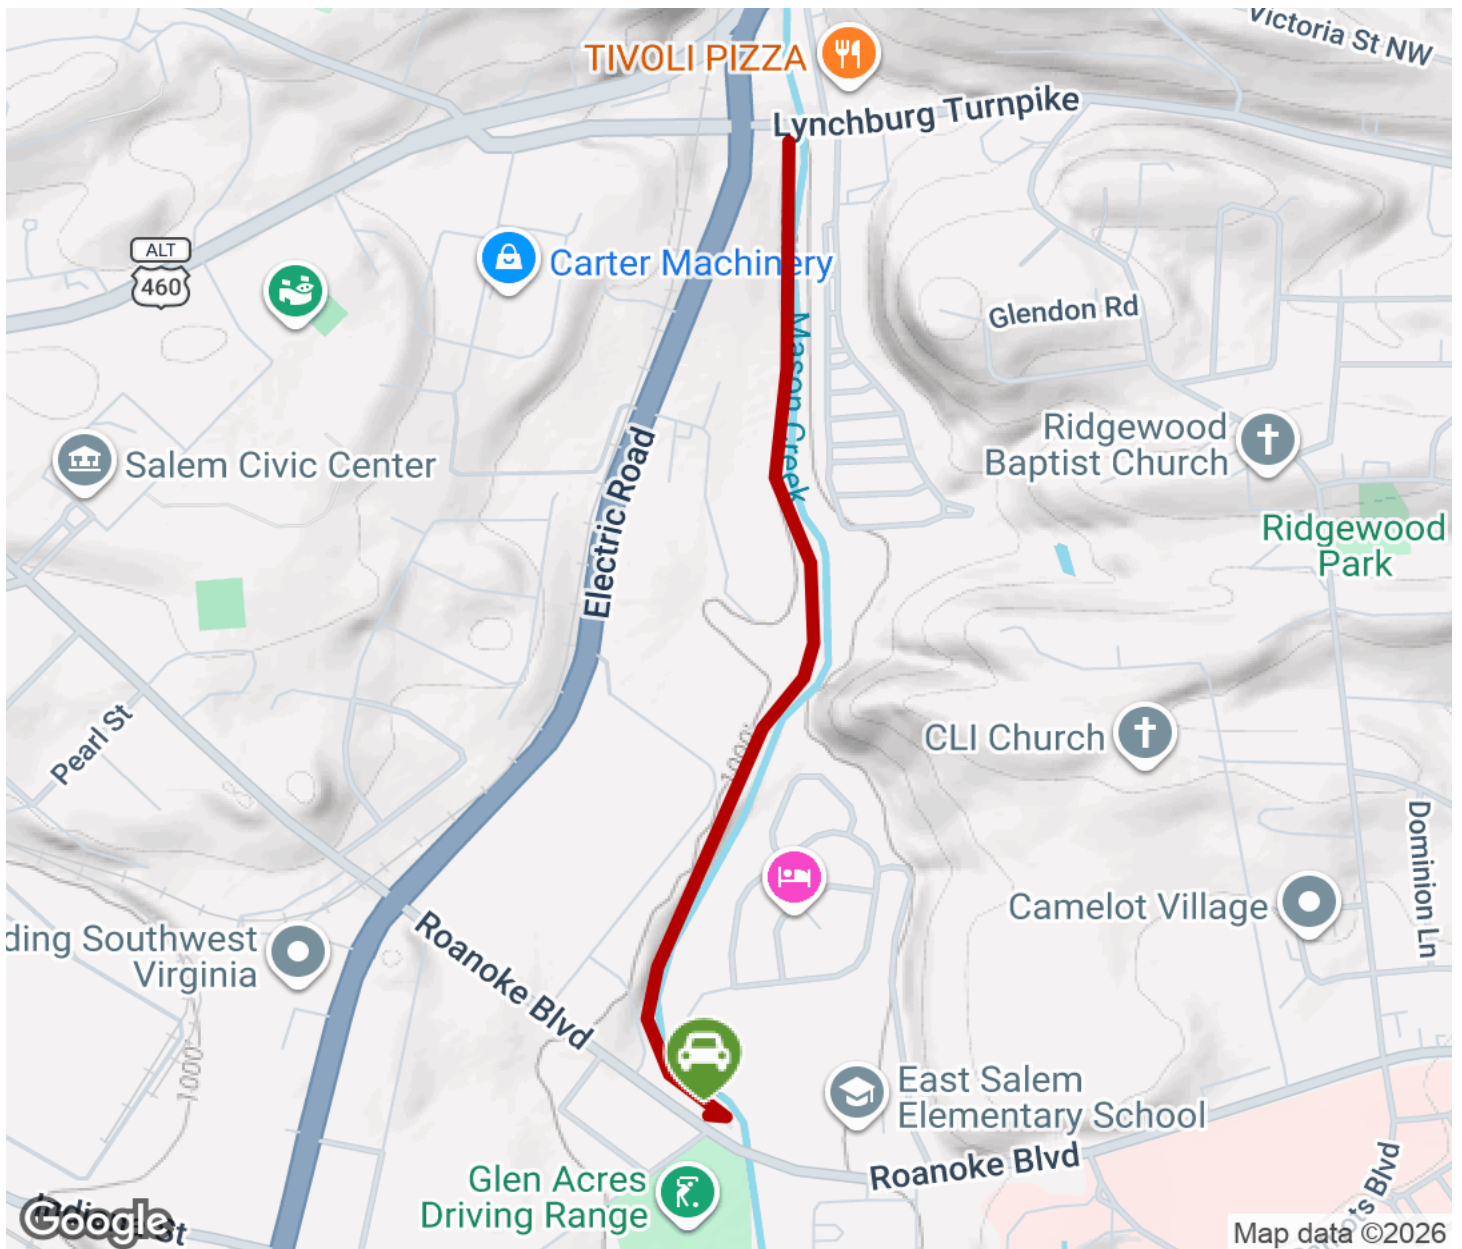 Victoria St NW
TIVOLI PIZZA
Lynchburg Turnpike
ALT
460
Carter Machinery
Glendon Rd
Mason Creek
Ridgewood
Baptist Church
Salem Civic Center
Electric Road
Ridgewood
Park
Pearl St
1000'
CLI Church
Dominion Ln
Camelot Village
ding Southwest
Virginia
Roanoke Blvd
1000'
East Salem
Elementary School
Roanoke Blvd
Glen Acres
Driving Range
St
Blvd
Google
Map data ©2026